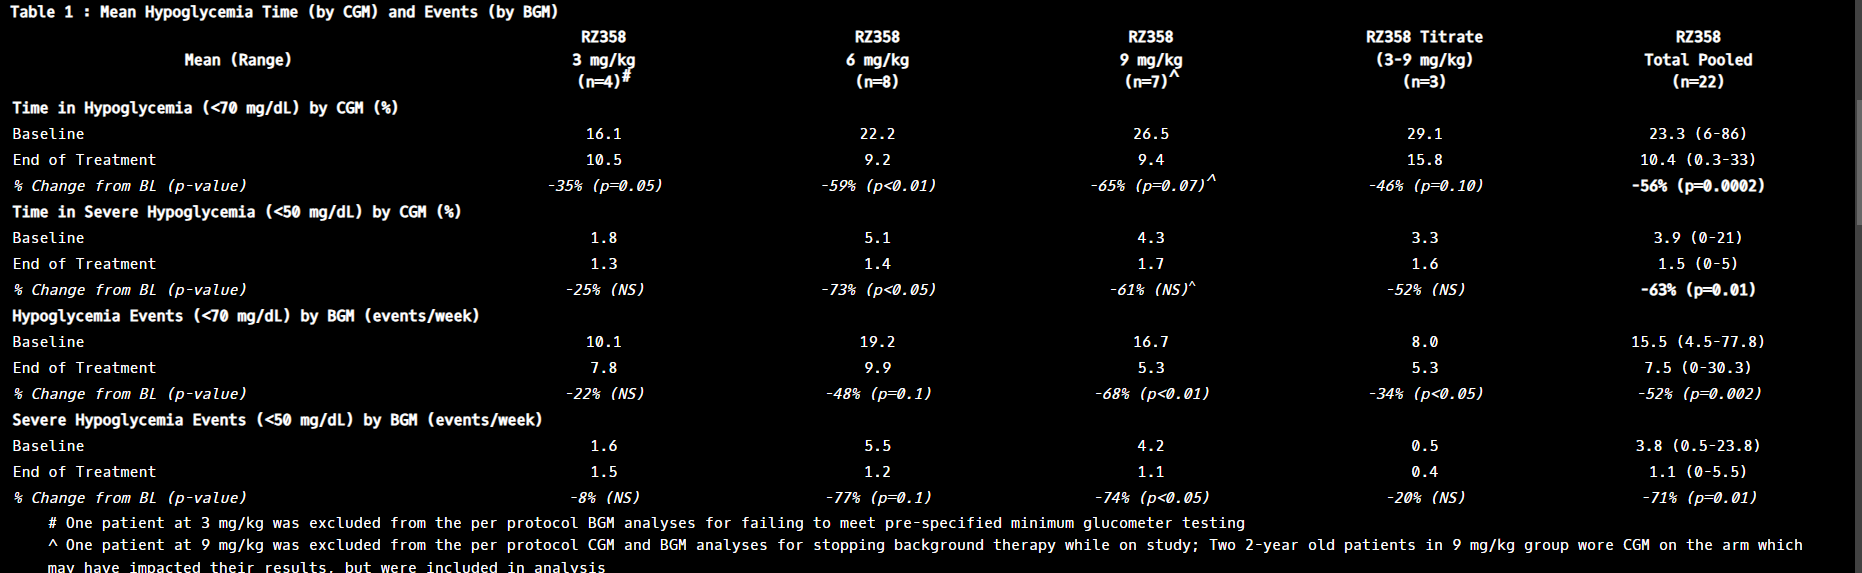 Table 1 : Mean Hypoglycemia Time (by CGM) and Events (by BGM)
RZ358 RZ358 RZ358 RZ358 Titrate RZ358
Mean (Range) 3 mg/kg 6 mg/kg 9 mg/kg (3-9 mg/kg) Total Pooled
(n=4)# (n=8) (n=7)^ (n=3) (n=22)
Time in Hypoglycemia (<70 mg/dL) by CGM (%)
Baseline 16.1 22.2 26.5 29.1 23.3 (6-86)
End of Treatment 10.5 9.2 9.4 15.8 10.4 (0.3-33)
% Change from BL (p-value) -35% (p=0.05) -59% (p<0.01) -65% (p=0.07)^ -46% (p=0.10) -56% (p=0.0002)
Time in Severe Hypoglycemia (<50 mg/dL) by CGM (%)
Baseline 1.8 5.1 4.3 3.3 3.9 (0-21)
End of Treatment 1.3 1.4 1.7 1.6 1.5 (0-5)
% Change from BL (p-value) -25% (NS) -73% (p<0.05) -61% (NS)^ -52% (NS) -63% (p=0.01)
Hypoglycemia Events (<70 mg/dL) by BGM (events/week)
Baseline 10.1 19.2 16.7 8.0 15.5 (4.5-77.8)
End of Treatment 7.8 9.9 5.3 5.3 7.5 (0-30.3)
% Change from BL (p-value) -22% (NS) -48% (p=0.1) -68% (p<0.01) -34% (p<0.05) -52% (p=0.002)
Severe Hypoglycemia Events (<50 mg/dL) by BGM (events/week)
Baseline 1.6 5.5 4.2 0.5 3.8 (0.5-23.8)
End of Treatment 1.5 1.2 1.1 0.4 1.1 (0-5.5)
% Change from BL (p-value) -8% (NS) -77% (p=0.1) -74% (p<0.05) -20% (NS) -71% (p=0.01)
# One patient at 3 mg/kg was excluded from the per protocol BGM analyses for failing to meet pre-specified minimum glucometer testing
^ One patient at 9 mg/kg was excluded from the per protocol CGM and BGM analyses for stopping background therapy while on study; Two 2-year old patients in 9 mg/kg group wore CGM on the arm which
may have impacted their results, but were included in analysis